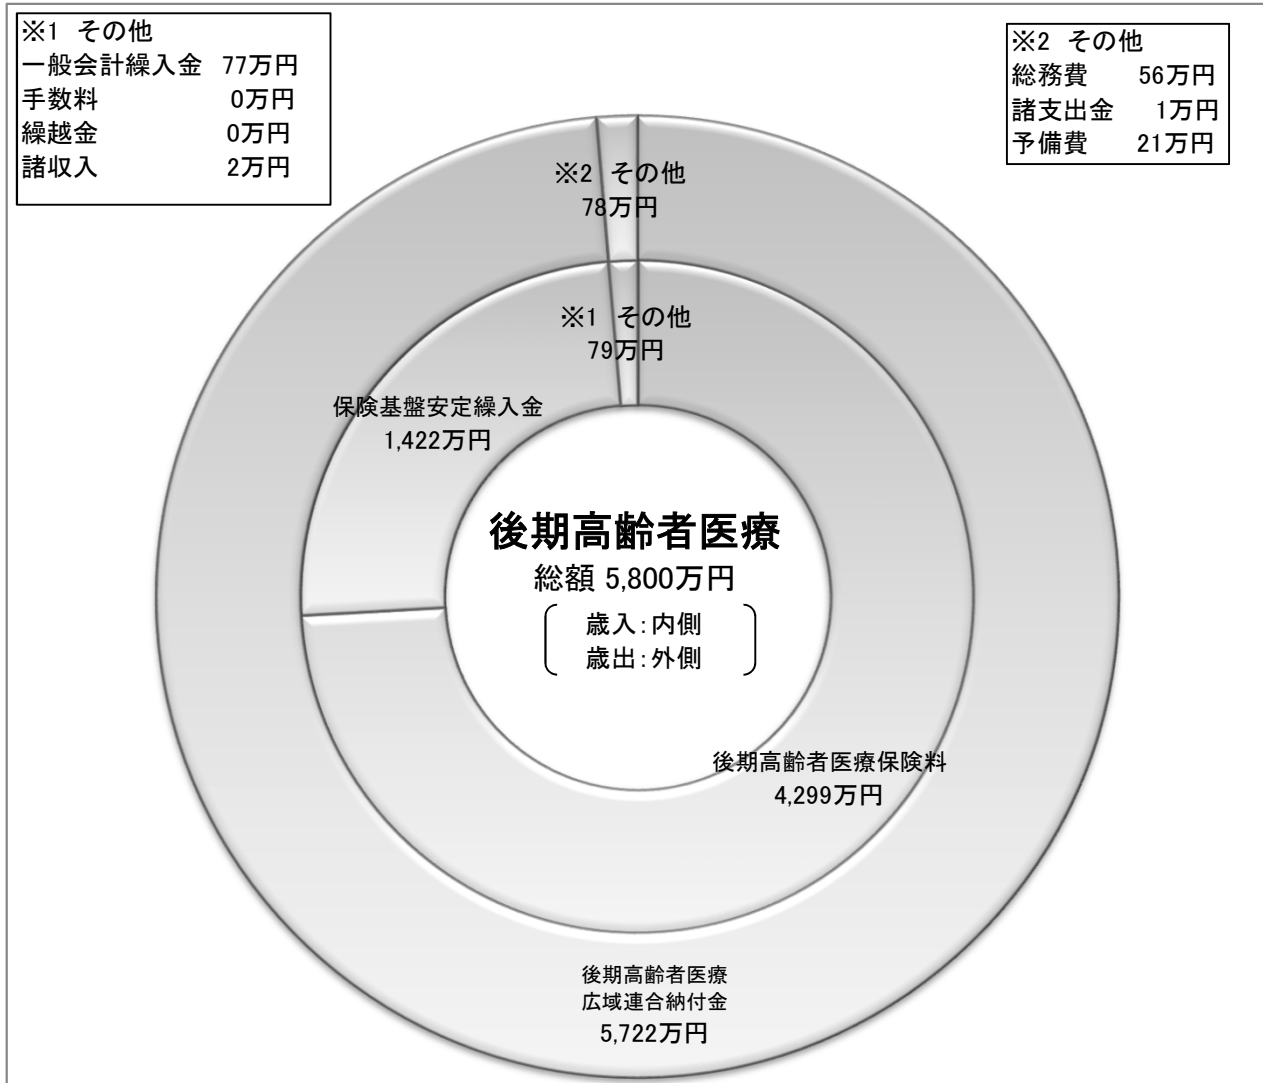 ※1 その他
一般会計繰入金 77万円
手数料 0万円
繰越金 0万円
諸収入 2万円
※2 その他
総務費 56万円
諸支出金 1万円
予備費 21万円
※2 その他
78万円
※1 その他
79万円
保険基盤安定繰入金
1,422万円
後期高齢者医療
総額 5,800万円
歳入:内側
歳出:外側
後期高齢者医療保険料
4,299万円
後期高齢者医療
広域連合納付金
5,722万円